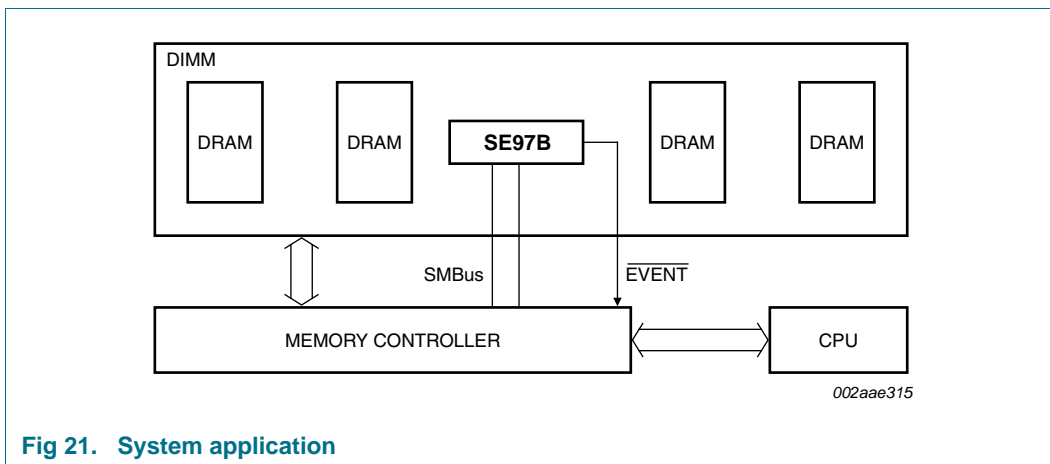 DIMM
DRAM
DRAM
SE97B
DRAM
DRAM
SMBus
EVENT
MEMORY CONTROLLER
CPU
002aae315
Fig 21. System application